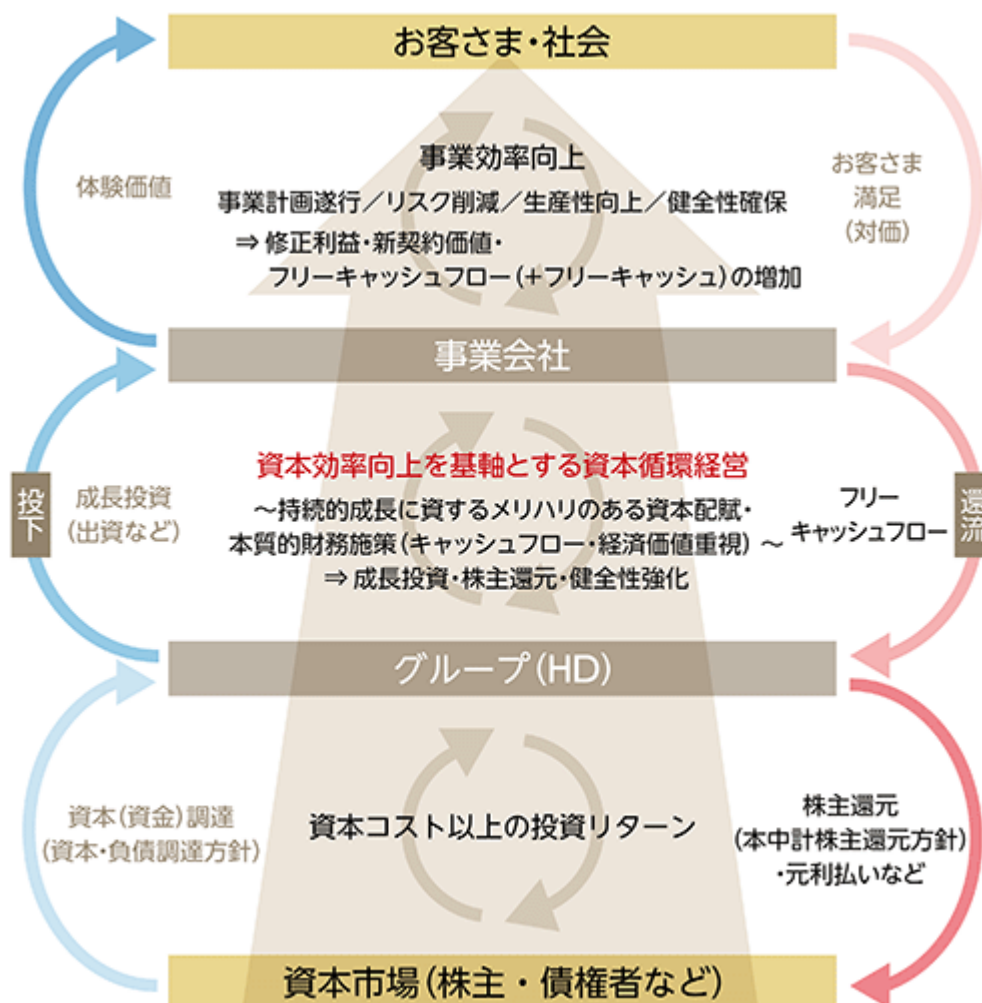 お客さま・社会
体験価値
事業効率向上
事業計画遂行／リスク削減／生産性向上／健全性確保
⇒ 修正利益・新契約価値・
フリーキャッシュフロー(＋フリーキャッシュ)の増加
お客さま
満足
(対価)
事業会社
投下
成長投資
(出資など)
資本効率向上を基軸とする資本循環経営
～持続的成長に資するメリハリのある資本配賦・
本質的財務施策(キャッシュフロー・経済価値重視) ～
⇒ 成長投資・株主還元・健全性強化
フリー
キャッシュフロー
還流
グループ(HD)
資本(資金)調達
(資本・負債調達方針)
資本コスト以上の投資リターン
株主還元
(本中計株主還元方針)
・元利払いなど
資本市場(株主・債権者など)